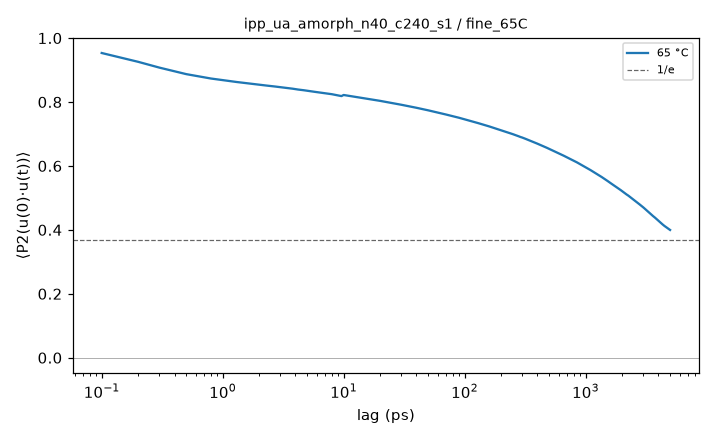 ipp_ua_amorph_n40_c240_s1 / fine_65C
1.0
0.8
0.6
0.4
0.2
0.0
⟨P2(u(0)·u(t))⟩
65 °C
1/e
10⁻¹
10⁰
10¹
10²
10³
lag (ps)